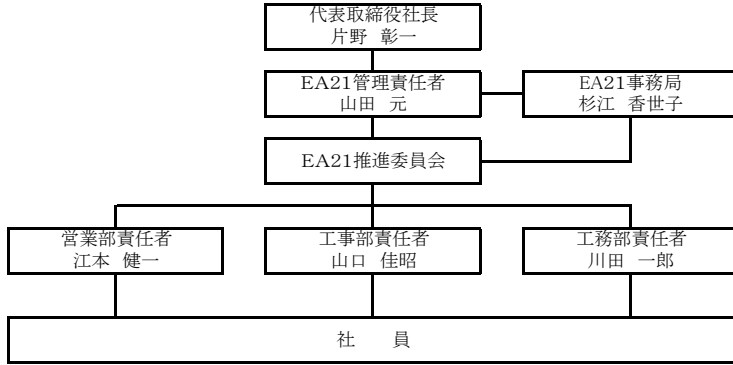 代表取締役社長
片野 彰一
EA21管理責任者
山田 元
EA21事務局
杉江 香世子
EA21推進委員会
営業部責任者
江本 健一
工事部責任者
山口 佳昭
工務部責任者
川田 一郎
社 員